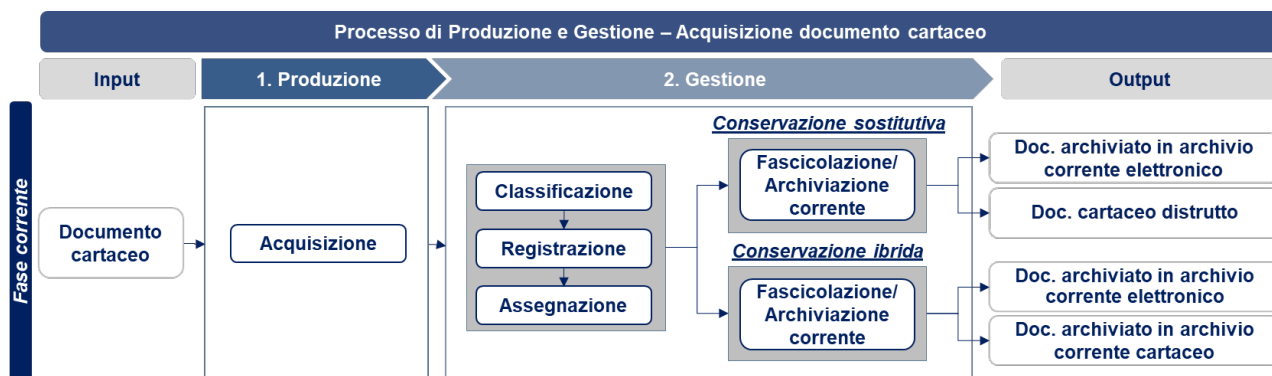 Processo di Produzione e Gestione – Acquisizione documento cartaceo
Input
1. Produzione
2. Gestione
Output
Fase corrente
Documento
cartaceo
Acquisizione
Classificazione
Registrazione
Assegnazione
Conservazione sostitutiva
Fascicolazione/
Archiviazione
corrente
Conservazione ibrida
Fascicolazione/
Archiviazione
corrente
Doc. archiviato in archivio
corrente elettronico
Doc. cartaceo distrutto
Doc. archiviato in archivio
corrente elettronico
Doc. archiviato in archivio
corrente cartaceo